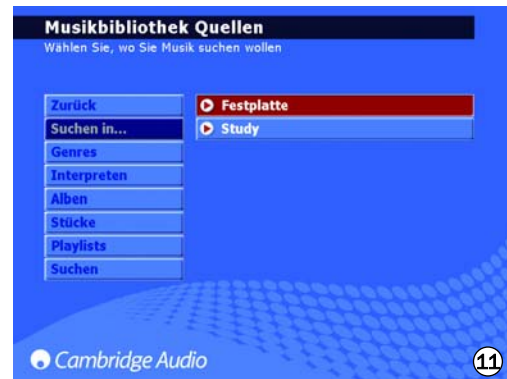 Musikbibliothek Quellen
Wählen Sie, wo Sie Musik suchen wollen
Zurück
Suchen in...
Genres
Interpreten
Alben
Stücke
Playlists
Suchen
Festplatte
Study
Cambridge Audio
11